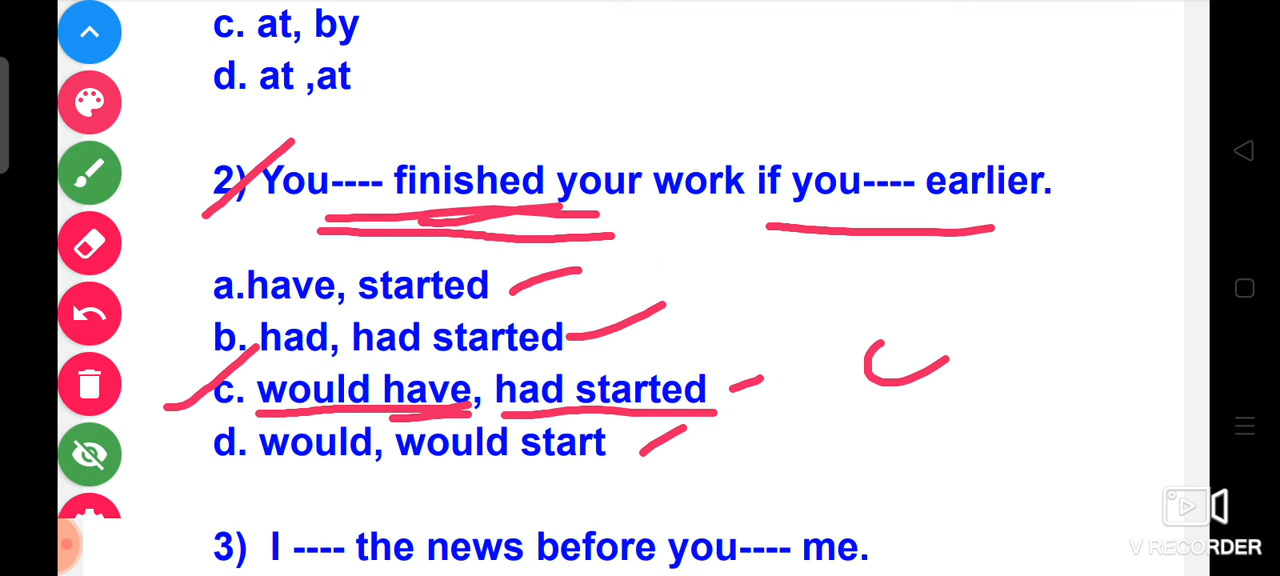 c. at, by
d. at ,at
2) You---- finished your work if you---- earlier.
a.have, started
b. had, had started
c. would have, had started
d. would, would start
3) I ---- the news before you---- me.
V RECORDER